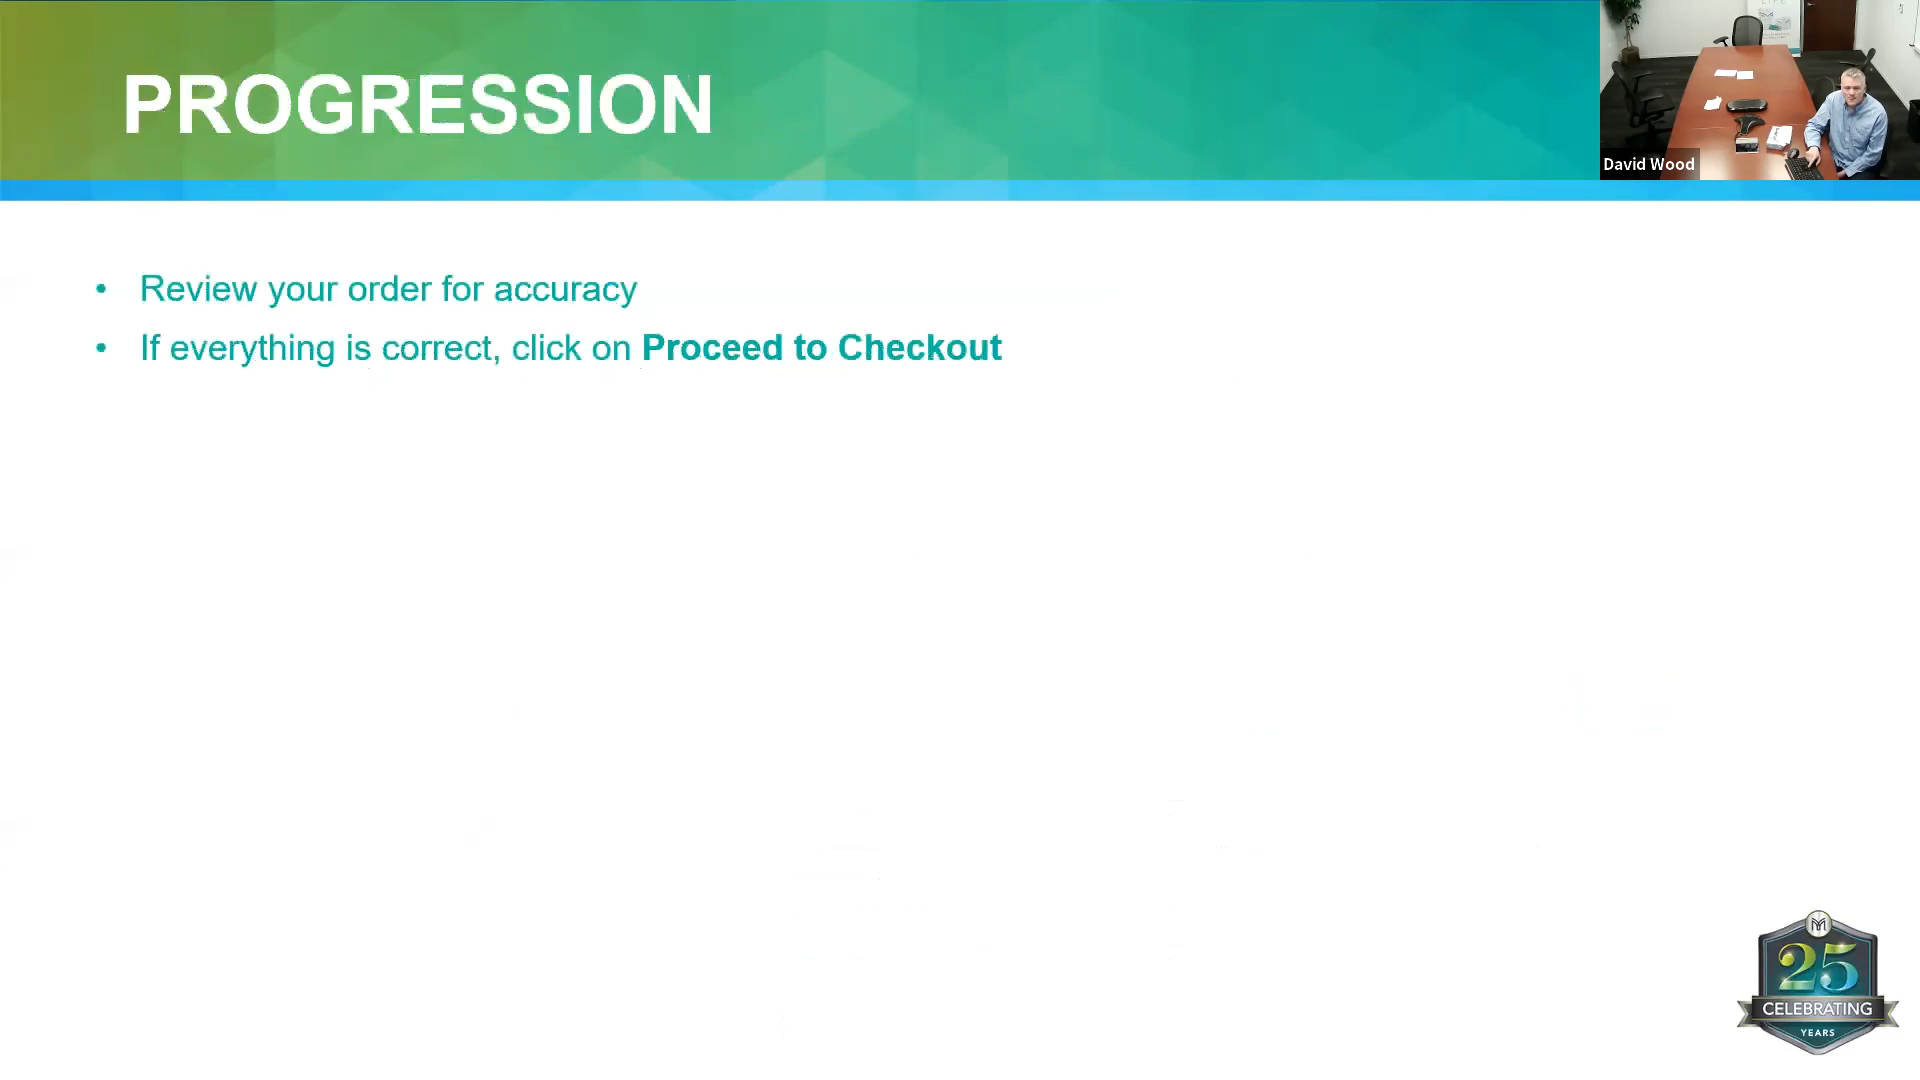 PROGRESSION
David Wood
• Review your order for accuracy
• If everything is correct, click on Proceed to Checkout
25
CELEBRATING
YEARS